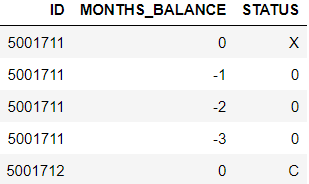 ID MONTHS_BALANCE STATUS
5001711 0 X
5001711 -1 0
5001711 -2 0
5001711 -3 0
5001712 0 C